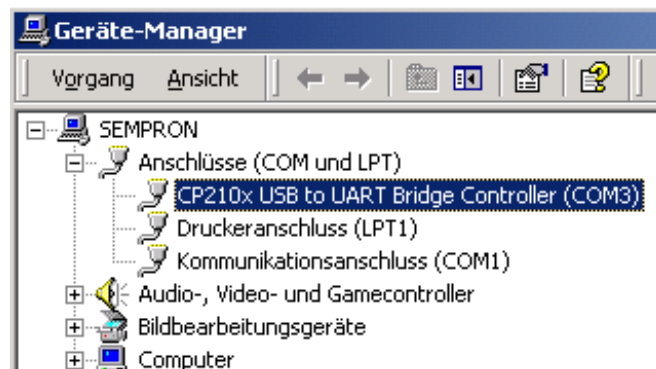 Geräte-Manager
Vorgang Ansicht
SEMPRON
Anschlüsse (COM und LPT)
CP210x USB to UART Bridge Controller (COM3)
Druckeranschluss (LPT1)
Kommunikationsanschluss (COM1)
Audio-, Video- und Gamecontroller
Bildbearbeitungsgeräte
Computer